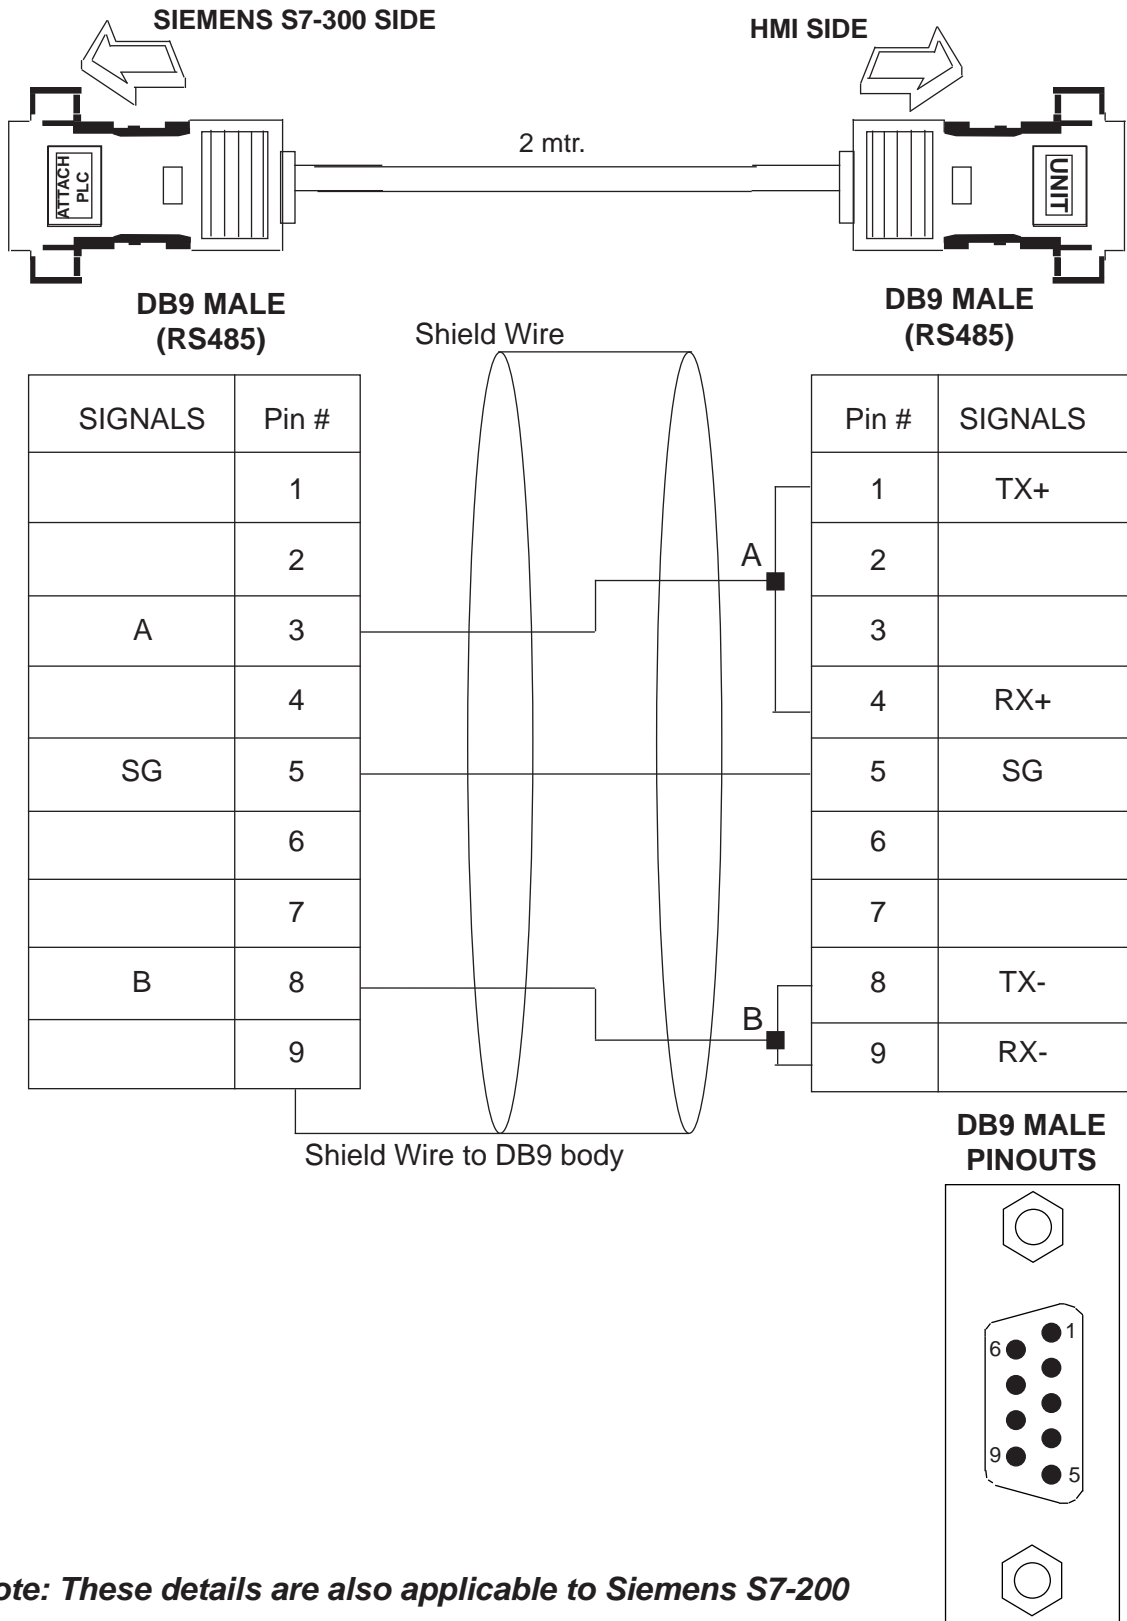 SIEMENS S7-300 SIDE
HMI SIDE
2 mtr.
ATTACH
PLC
UNIT
DB9 MALE
(RS485)
DB9 MALE
(RS485)
Shield Wire
SIGNALS Pin #
1
2
A 3
4
SG 5
6
7
B 8
9
A
B
Pin # SIGNALS
1 TX+
2
3
4 RX+
5 SG
6
7
8 TX-
9 RX-
Shield Wire to DB9 body
DB9 MALE
PINOUTS
1
6
9
5
ote: These details are also applicable to Siemens S7-200